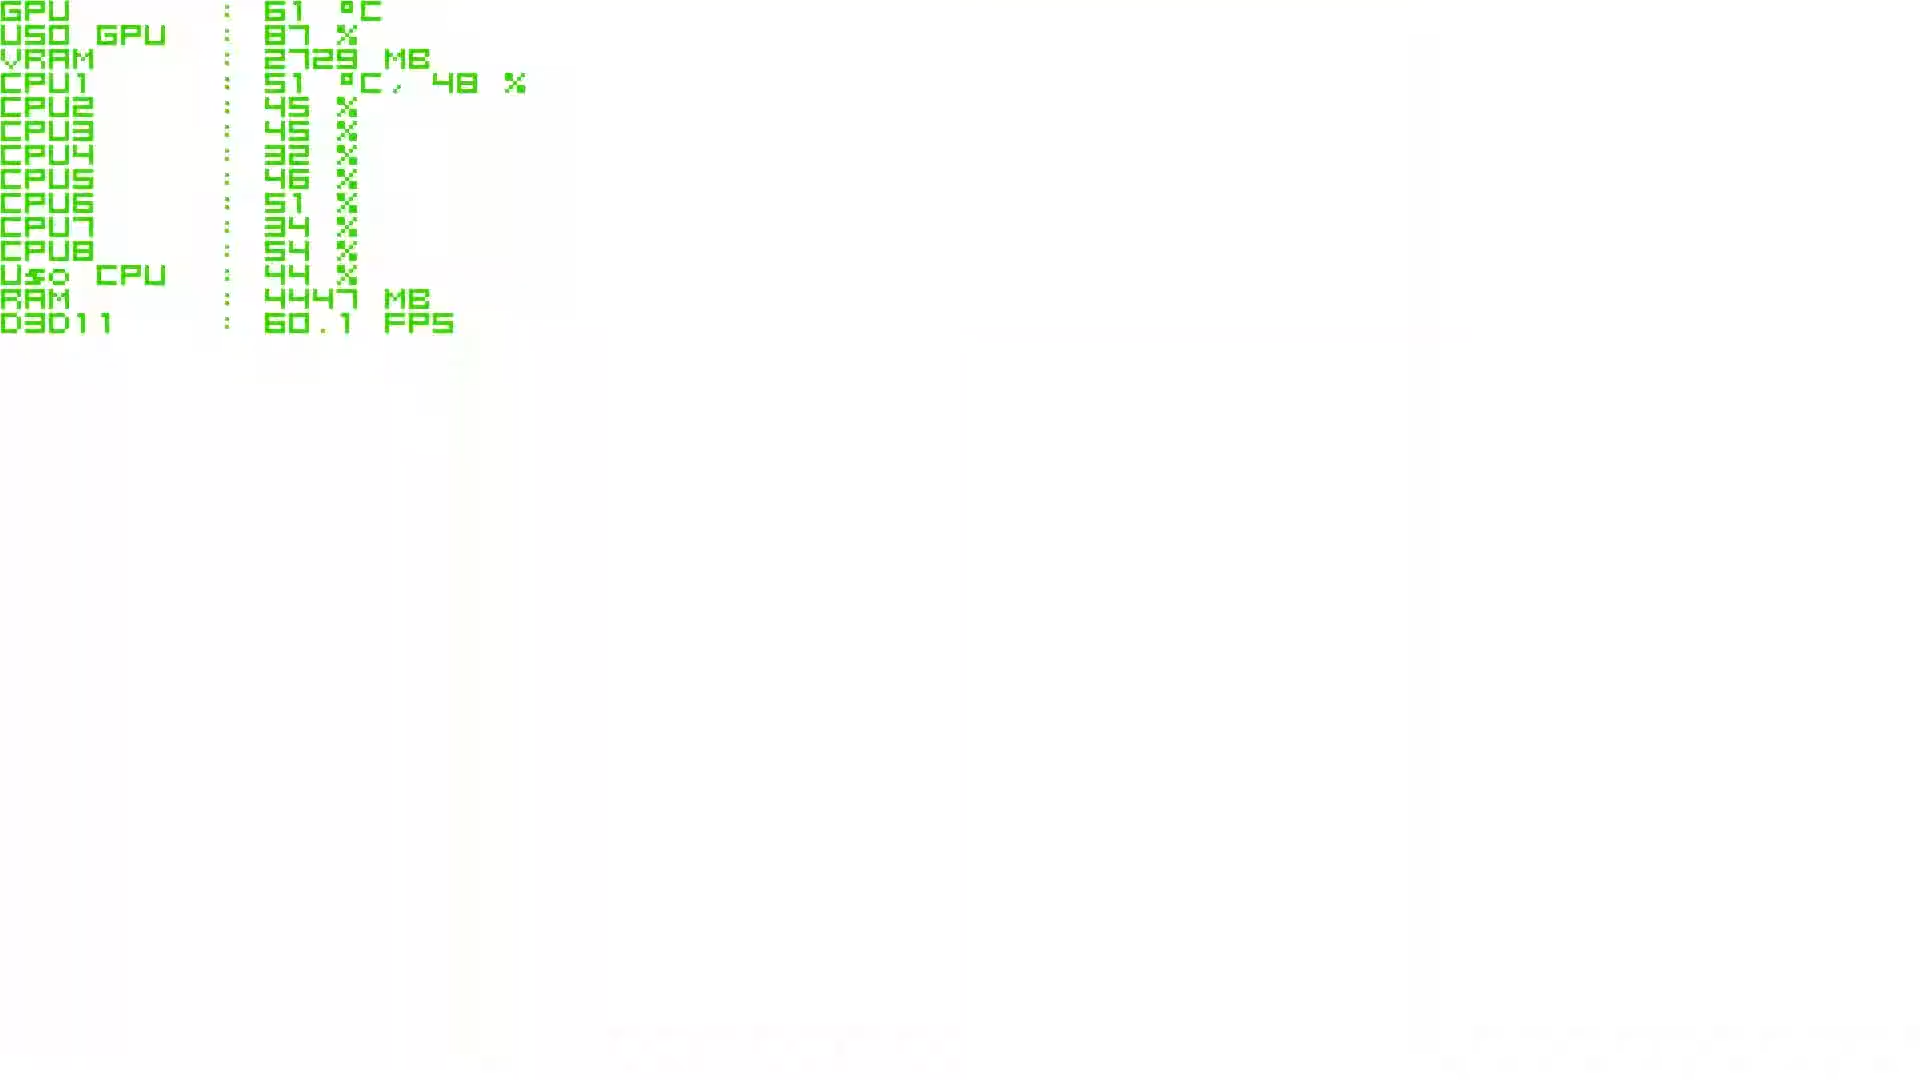 GPU : 61 °C
USO GPU : 87 %
VRAM : 2729 MB
CPU1 : 51 °C, 48 %
CPU2 : 45 %
CPU3 : 45 %
CPU4 : 32 %
CPU5 : 46 %
CPU6 : 51 %
CPU7 : 34 %
CPU8 : 54 %
Uso CPU : 44 %
RAM : 4447 MB
D3D11 : 60.1 FPS